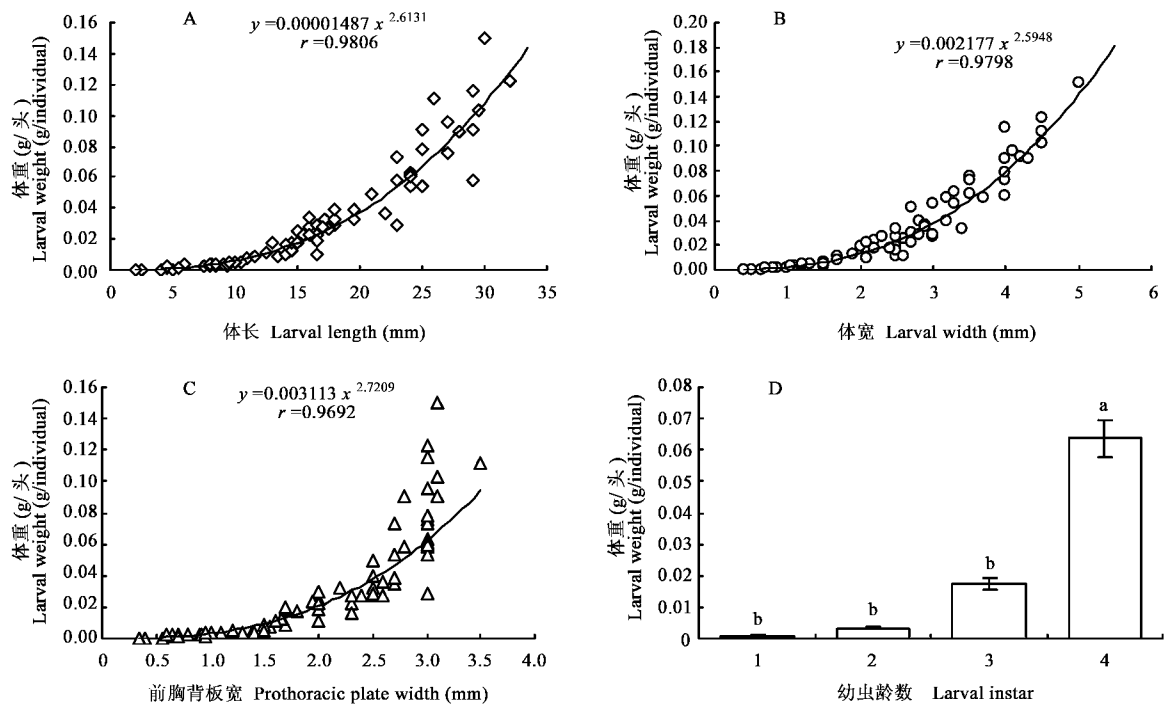 A
y=0.00001487 x^2.6131
r=0.9806
体重(g/头)
Larval weight (g/individual)
0.16
0.14
0.12
0.10
0.08
0.06
0.04
0.02
0.00
0 5 10 15 20 25 30 35
体长 Larval length (mm)
B
y=0.002177 x^2.5948
r=0.9798
体重(g/头)
Larval weight (g/individual)
0.20
0.18
0.16
0.14
0.12
0.10
0.08
0.06
0.04
0.02
0.00
0 1 2 3 4 5 6
体宽 Larval width (mm)
C
y=0.003113 x^2.7209
r=0.9692
体重(g/头)
Larval weight (g/individual)
0.16
0.14
0.12
0.10
0.08
0.06
0.04
0.02
0.00
0.0 0.5 1.0 1.5 2.0 2.5 3.0 3.5 4.0
前胸背板宽 Prothoracic plate width (mm)
D
体重(g/头)
Larval weight (g/individual)
0.08
0.07
0.06
0.05
0.04
0.03
0.02
0.01
0
b b b a
1 2 3 4
幼虫龄数 Larval instar